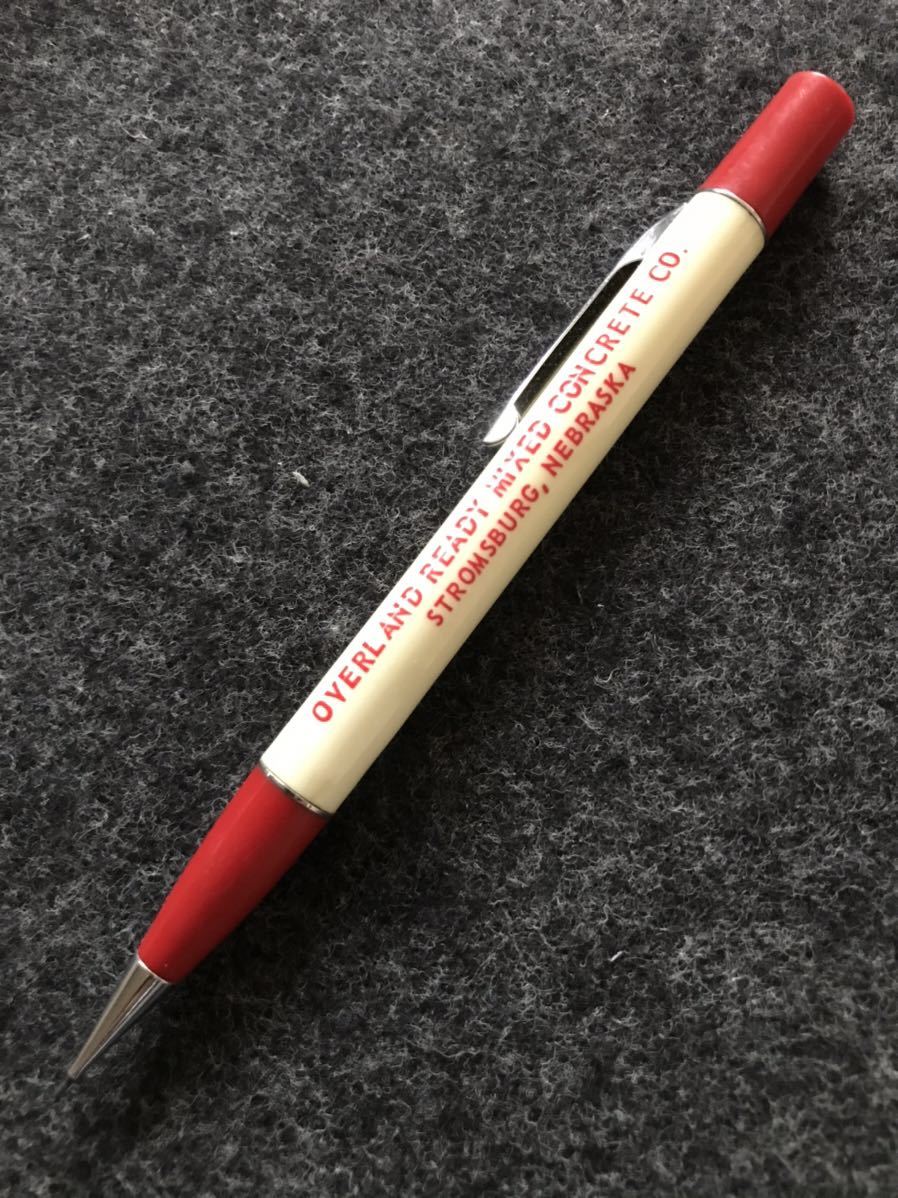 OVERLAND READY MIXED CONCRETE CO.
STROMSBURG, NEBRASKA